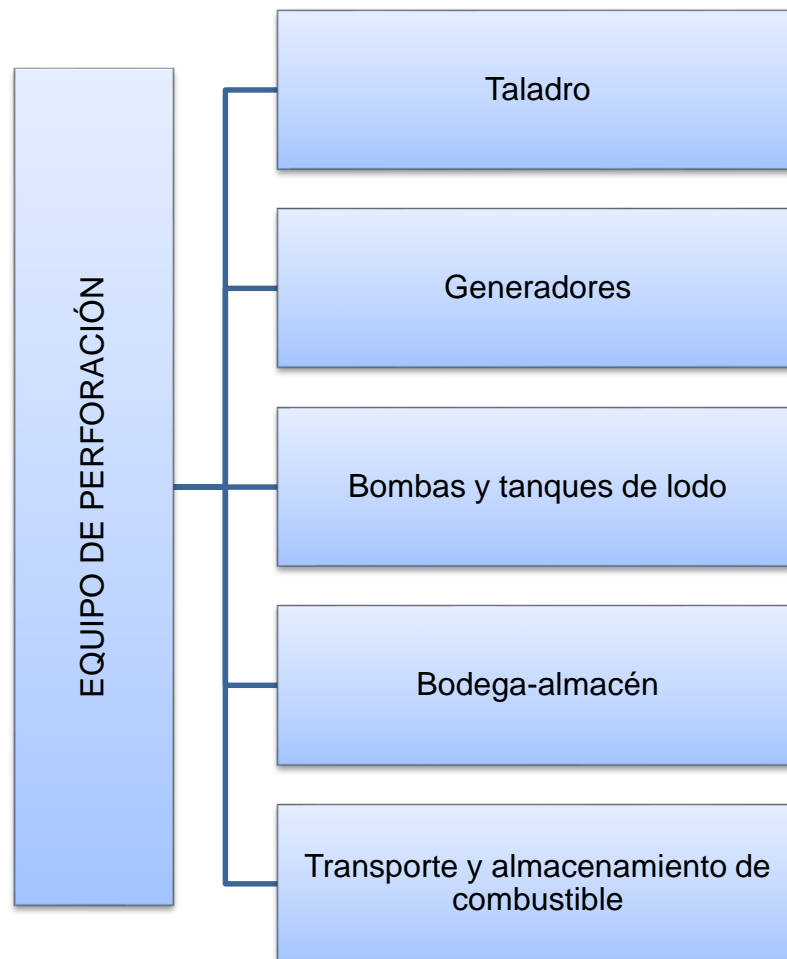 EQUIPO DE PERFORACIÓN
Taladro
Generadores
Bombas y tanques de lodo
Bodega-almacén
Transporte y almacenamiento de
combustible